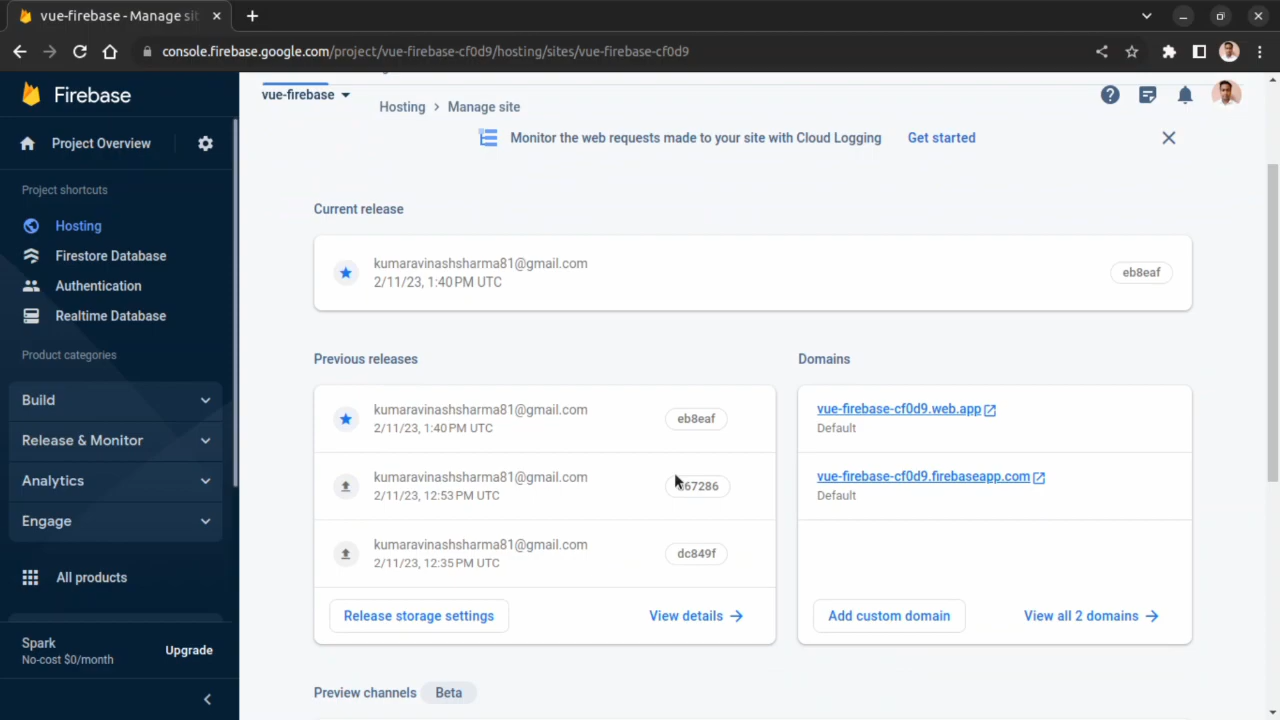 vue-firebase - Manage sit
console.firebase.google.com/project/vue-firebase-cf0d9/hosting/sites/vue-firebase-cf0d9
Firebase
vue-firebase
Hosting > Manage site
Project Overview
Monitor the web requests made to your site with Cloud Logging
Get started
Project shortcuts
Hosting
Firestore Database
Authentication
Realtime Database
Product categories
Build
Release & Monitor
Analytics
Engage
All products
Spark
No-cost $0/month
Upgrade
Current release
kumaravinashsharma81@gmail.com
2/11/23, 1:40 PM UTC
eb8eaf
Previous releases
kumaravinashsharma81@gmail.com
2/11/23, 1:40 PM UTC
eb8eaf
kumaravinashsharma81@gmail.com
2/11/23, 12:53 PM UTC
kumaravinashsharma81@gmail.com
2/11/23, 12:35 PM UTC
dc849f
Release storage settings
View details
Domains
vue-firebase-cf0d9.web.app
Default
vue-firebase-cf0d9.firebaseapp.com
Default
Add custom domain
View all 2 domains
Preview channels
Beta